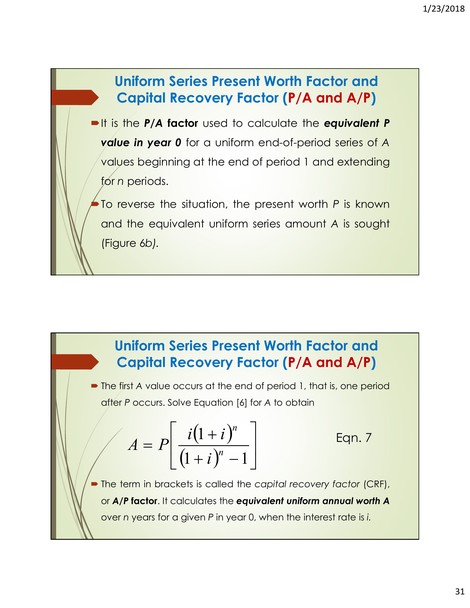 1/23/2018
Uniform Series Present Worth Factor and
Capital Recovery Factor (P/A and A/P)
It is the P/A factor used to calculate the equivalent P
value in year 0 for a uniform end-of-period series of A
values beginning at the end of period 1 and extending
for n periods.
To reverse the situation, the present worth P is known
and the equivalent uniform series amount A is sought
(Figure 6b).
Uniform Series Present Worth Factor and
Capital Recovery Factor (P/A and A/P)
The first A value occurs at the end of period 1, that is, one period
after P occurs. Solve Equation [6] for A to obtain
A = P[i(1 + i)^n / ((1 + i)^n − 1)] Eqn. 7
The term in brackets is called the capital recovery factor (CRF),
or A/P factor. It calculates the equivalent uniform annual worth A
over n years for a given P in year 0, when the interest rate is i.
31